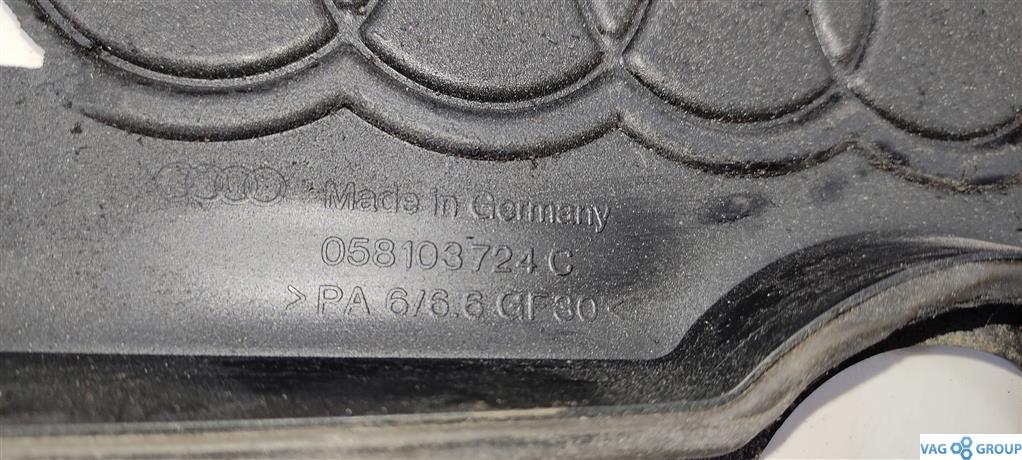 Made in Germany
058103724 C
>PA 6/6.6 GF30<
VAG GROUP